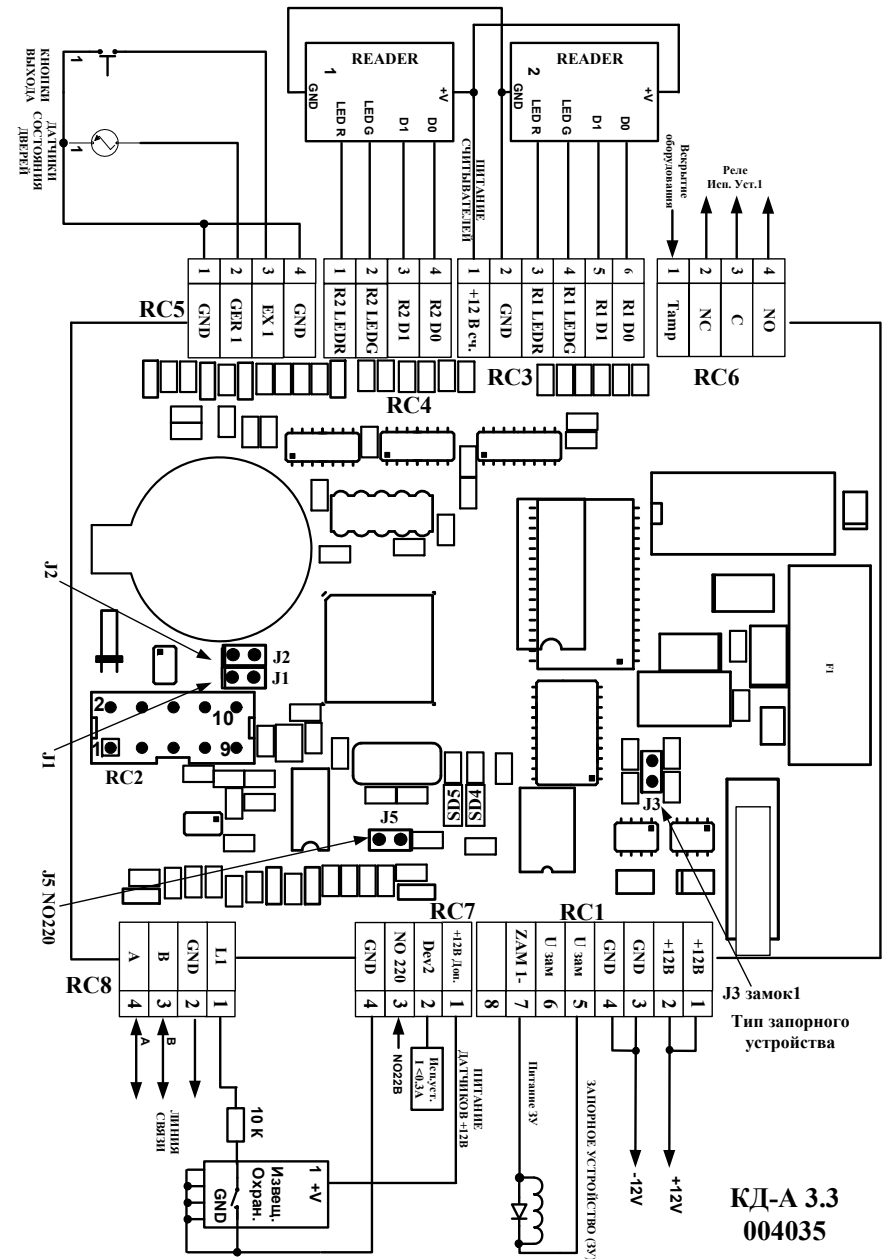 КНОПКИ
ВЫХОДА
1
ДАТЧИКИ
СОСТОЯНИЯ
ДВЕРЕЙ
1
READER
1
GND
LED R
LED G
D1
D0
+V
ПИТАНИЕ
СЧИТЫВАТЕЛЕЙ
READER
2
GND
LED R
LED G
D1
D0
+V
Вскрытие
оборудования
Реле
Исп. Уст.1
RC5
1 GND
2 GER 1
3 EX 1
4 GND
1 R2 LEDR
2 R2 LEDG
3 R2 D1
4 R2 D0
RC4
1 +12 В сч.
2 GND
3 R1 LEDR
4 R1 LEDG
5 R1 D1
6 R1 D0
RC3
1 Tamp
2 NC
3 C
4 NO
RC6
F1
J2
J2
J1
J1
2
10
1
9
RC2
SD5
SD4
J3
J5
J5 NO220
RC8
A 4
B 3
GND 2
L1 1
RC7
GND 4
NO 220 3
Dev2 2
+12В Доп. 1
RC1
8
ZAM 1- 7
U зам 6
U зам 5
GND 4
GND 3
+12В 2
+12В 1
J3 замок1
Тип запорного
устройства
A
B
ЛИНИЯ
СВЯЗИ
10 К
NO22B
Исп.уст.
I <0,3А
ПИТАНИЕ
ДАТЧИКОВ +12В
Питание ЗУ
ЗАПОРНОЕ УСТРОЙСТВО (ЗУ)
-12V
+12V
1 +V
Извещ.
Охран.
GND
КД-А 3.3
004035